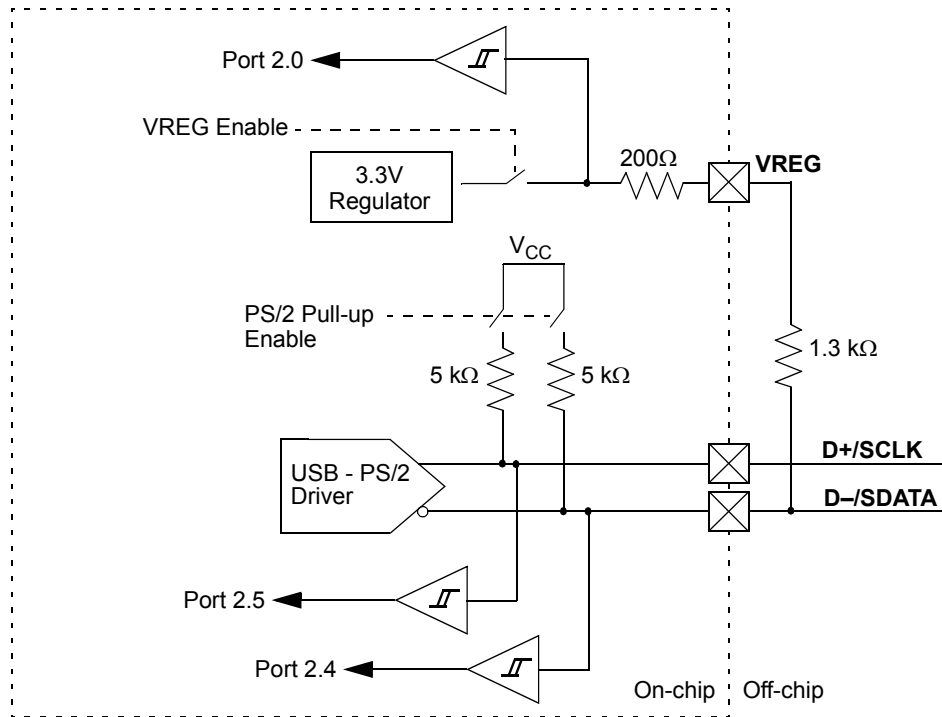 Port 2.0
VREG Enable
3.3V
Regulator
200Ω
VREG
VCC
PS/2 Pull-up
Enable
5 kΩ
5 kΩ
1.3 kΩ
USB - PS/2
Driver
D+/SCLK
D–/SDATA
Port 2.5
Port 2.4
On-chip
Off-chip